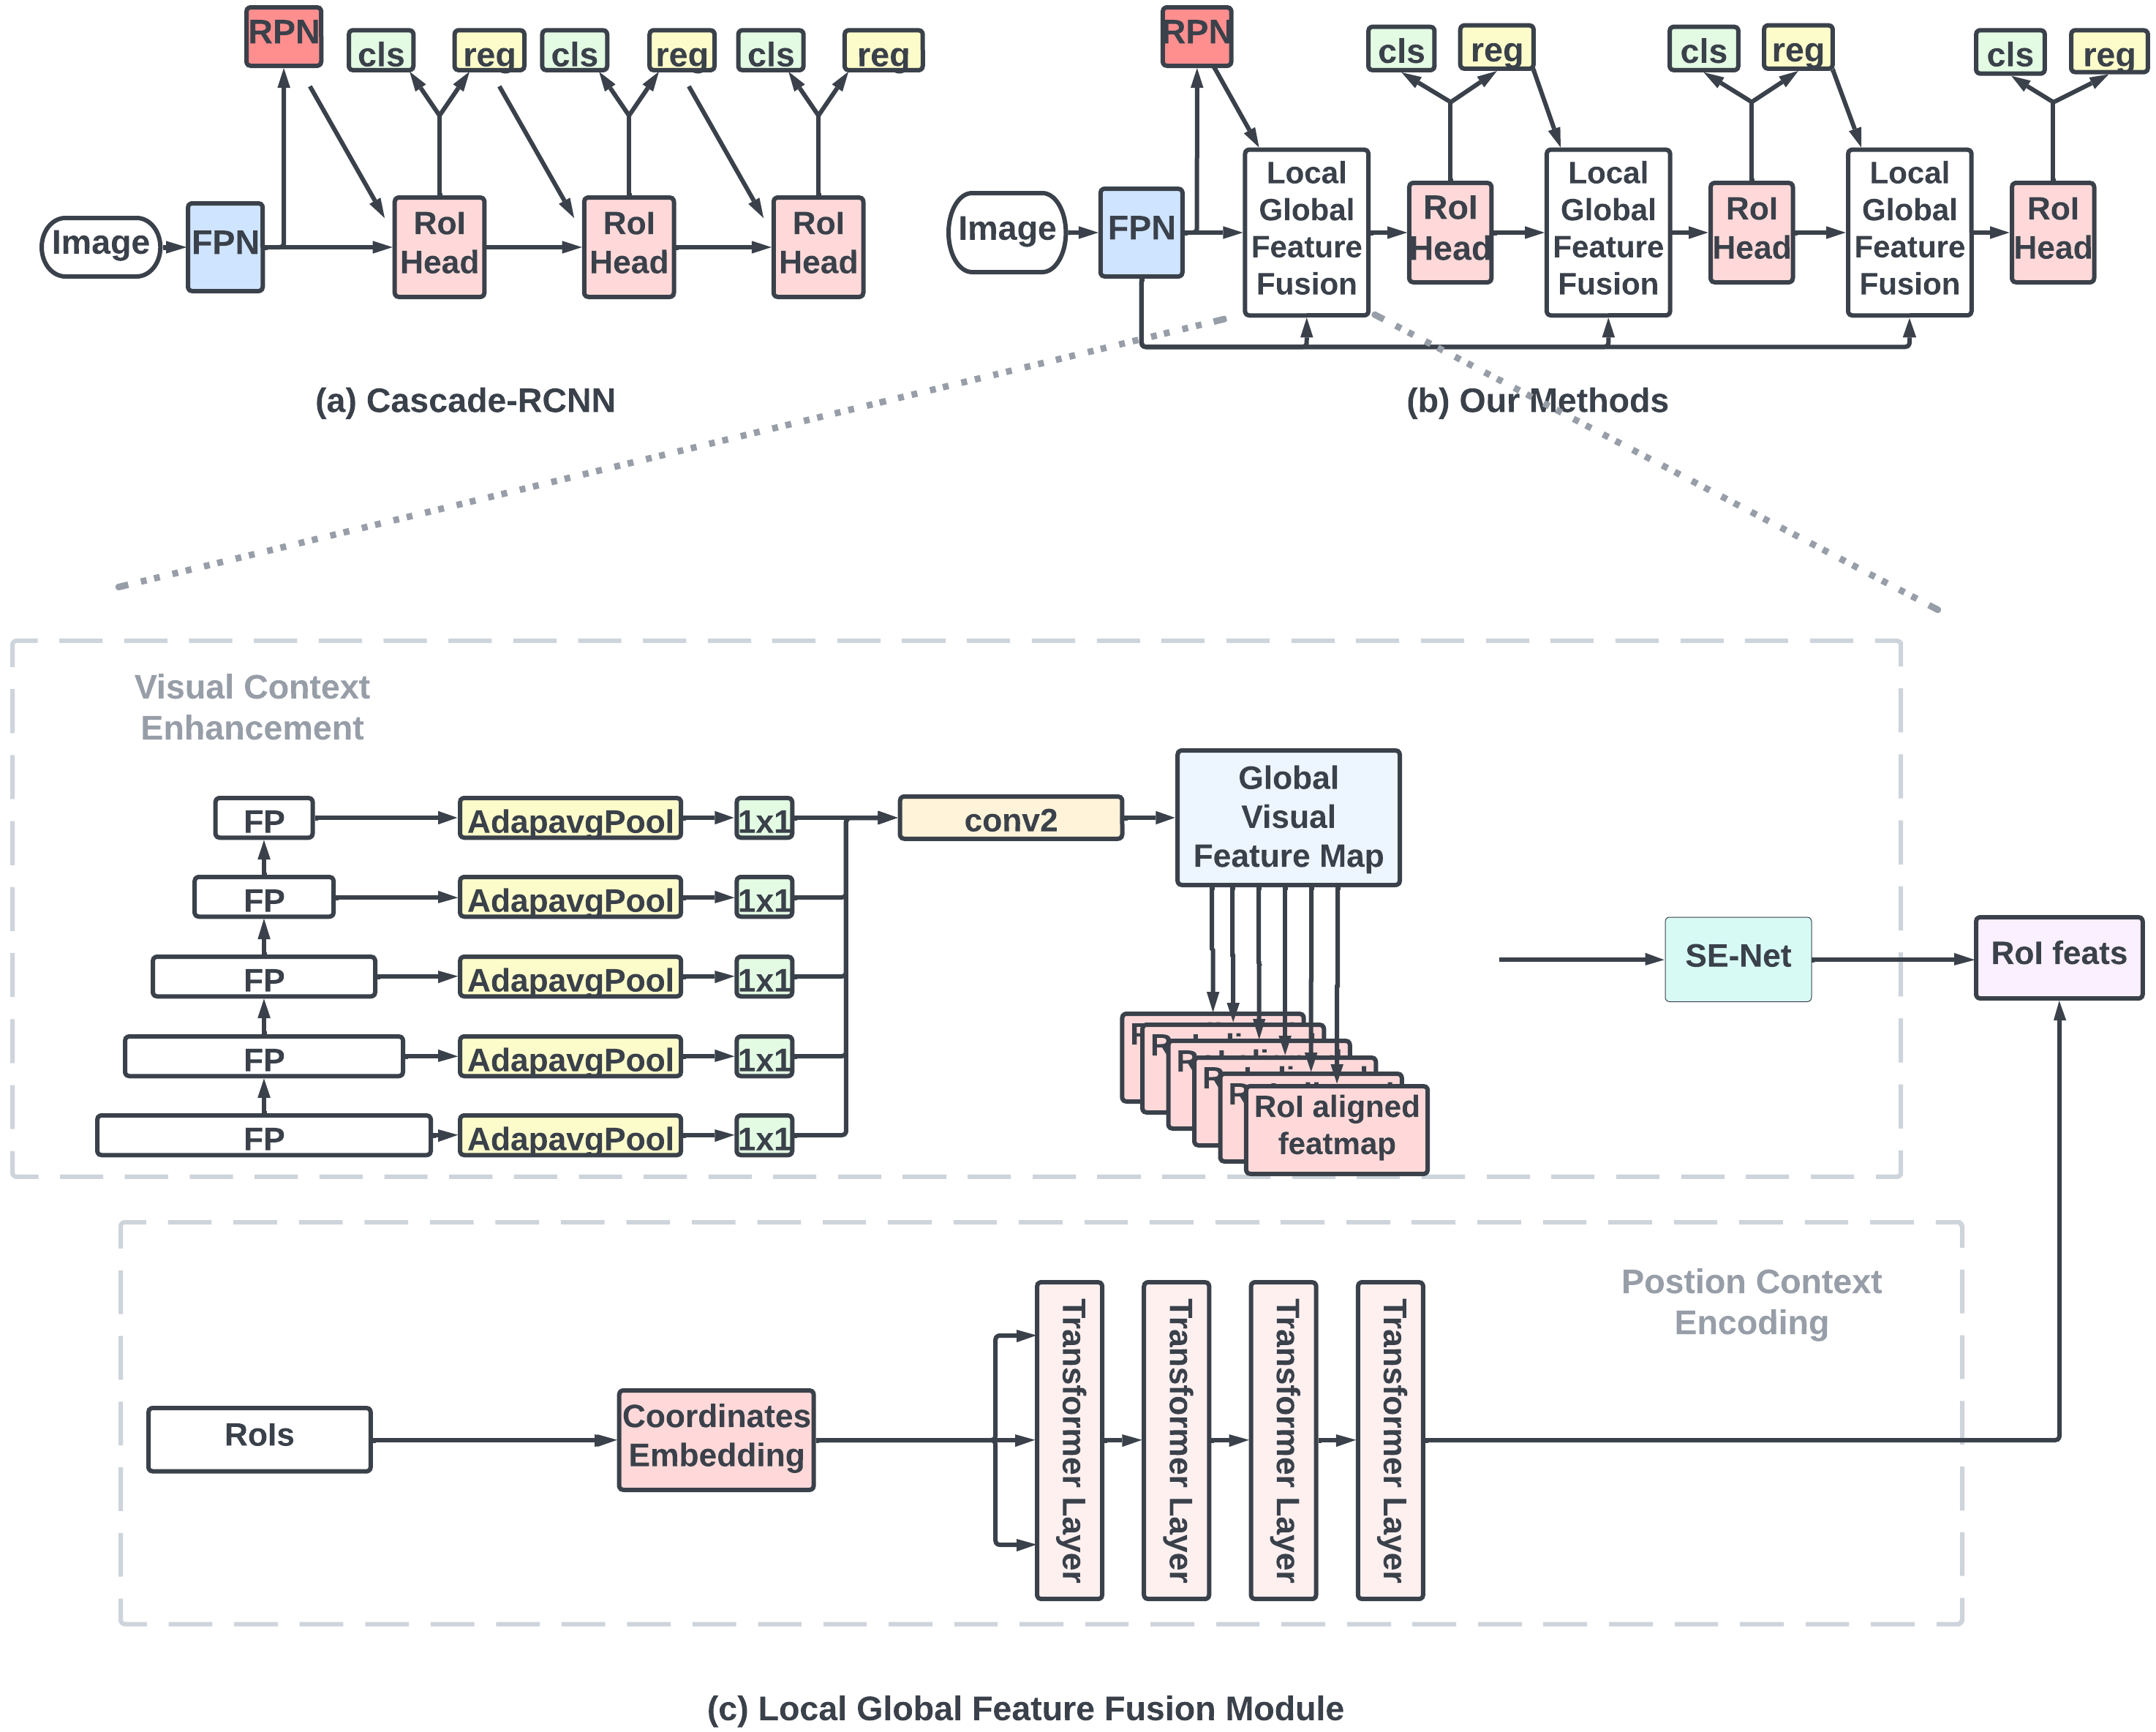 RPN
cls
reg
cls
reg
cls
reg
Image
FPN
RoI
Head
RoI
Head
RoI
Head
(a) Cascade-RCNN
RPN
cls
reg
cls
reg
cls
reg
Image
FPN
Local
Global
Feature
Fusion
RoI
Head
Local
Global
Feature
Fusion
RoI
Head
Local
Global
Feature
Fusion
RoI
Head
(b) Our Methods
Visual Context
Enhancement
FP
AdapavgPool
1x1
FP
AdapavgPool
1x1
FP
AdapavgPool
1x1
FP
AdapavgPool
1x1
FP
AdapavgPool
1x1
conv2
Global
Visual
Feature Map
RoI aligned
featmap
SE-Net
RoI feats
Postion Context
Encoding
RoIs
Coordinates
Embedding
Transformer Layer
Transformer Layer
Transformer Layer
Transformer Layer
(c) Local Global Feature Fusion Module